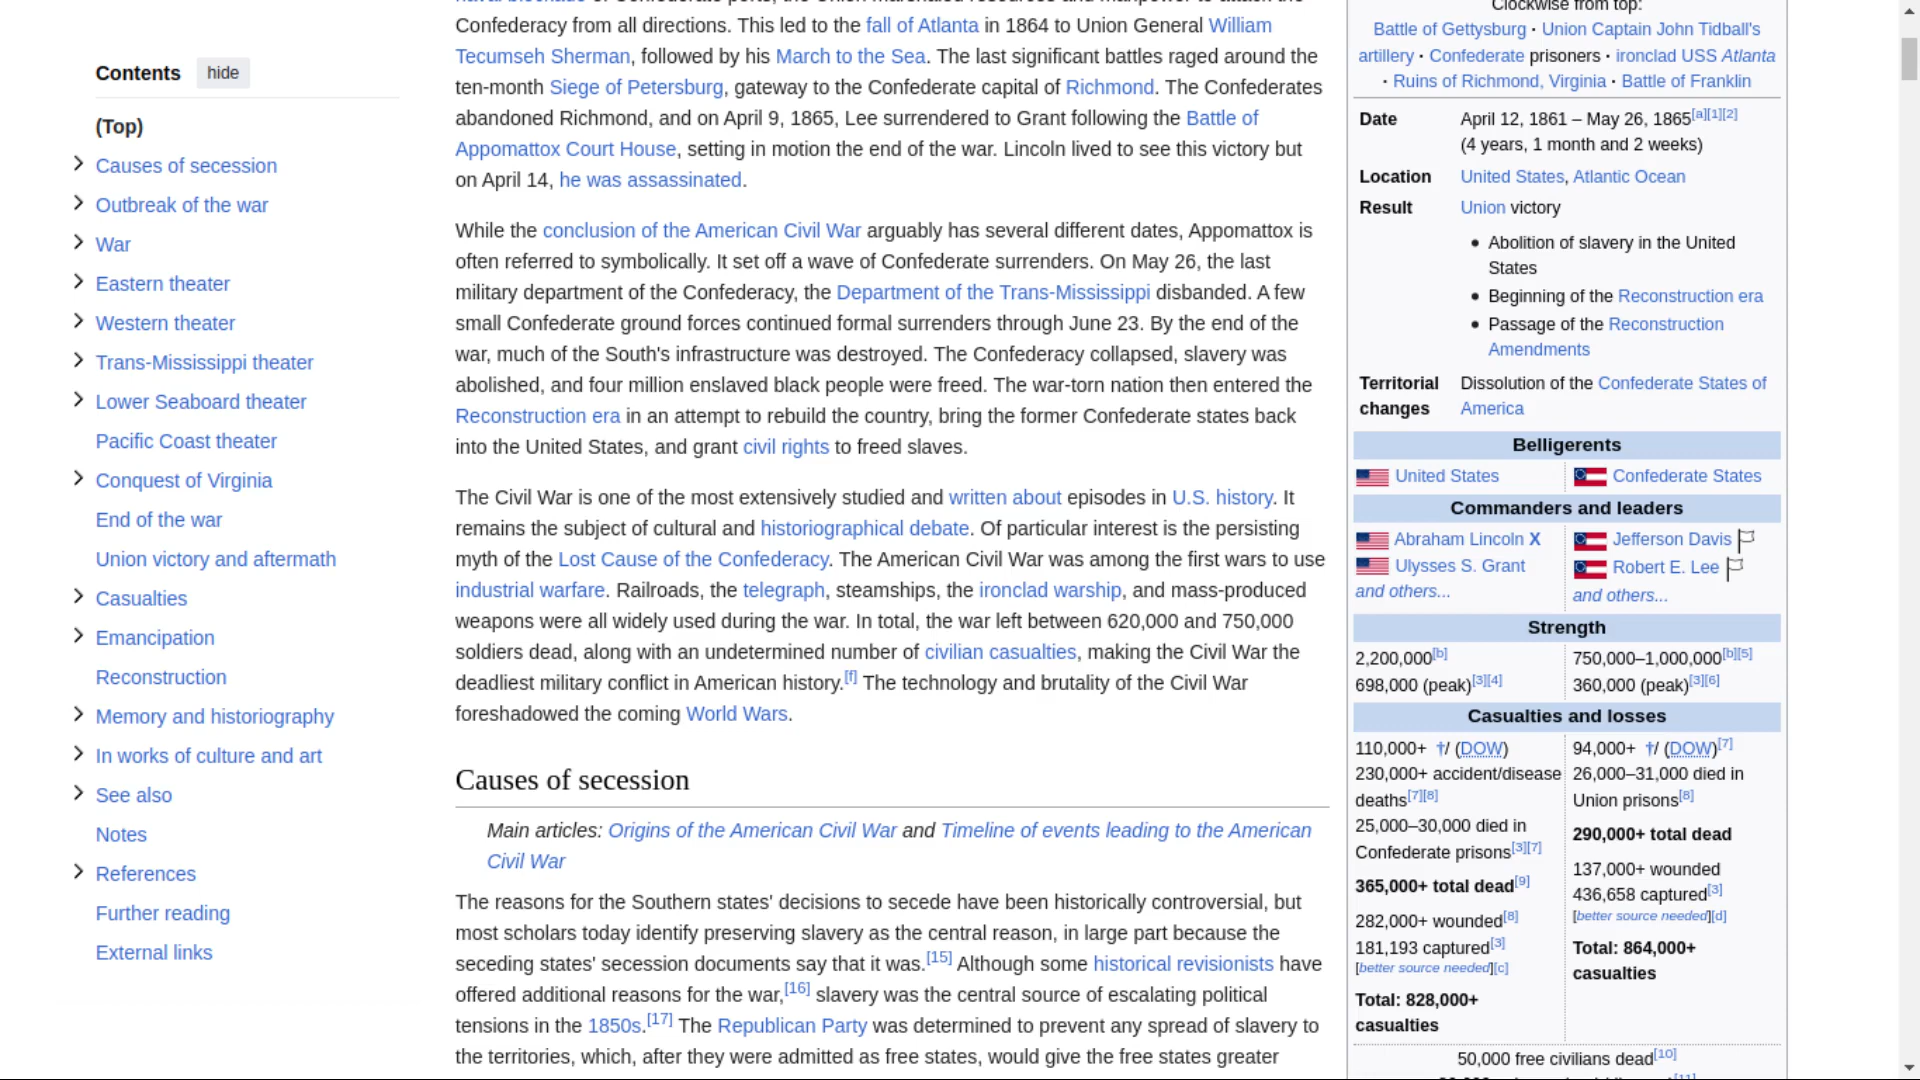 Contents hide
(Top)
Causes of secession
Outbreak of the war
War
Eastern theater
Western theater
Trans-Mississippi theater
Lower Seaboard theater
Pacific Coast theater
Conquest of Virginia
End of the war
Union victory and aftermath
Casualties
Emancipation
Reconstruction
Memory and historiography
In works of culture and art
See also
Notes
References
Further reading
External links
Confederacy from all directions. This led to the fall of Atlanta in 1864 to Union General William
Tecumseh Sherman, followed by his March to the Sea. The last significant battles raged around the
ten-month Siege of Petersburg, gateway to the Confederate capital of Richmond. The Confederates
abandoned Richmond, and on April 9, 1865, Lee surrendered to Grant following the Battle of
Appomattox Court House, setting in motion the end of the war. Lincoln lived to see this victory but
on April 14, he was assassinated.
While the conclusion of the American Civil War arguably has several different dates, Appomattox is
often referred to symbolically. It set off a wave of Confederate surrenders. On May 26, the last
military department of the Confederacy, the Department of the Trans-Mississippi disbanded. A few
small Confederate ground forces continued formal surrenders through June 23. By the end of the
war, much of the South's infrastructure was destroyed. The Confederacy collapsed, slavery was
abolished, and four million enslaved black people were freed. The war-torn nation then entered the
Reconstruction era in an attempt to rebuild the country, bring the former Confederate states back
into the United States, and grant civil rights to freed slaves.
The Civil War is one of the most extensively studied and written about episodes in U.S. history. It
remains the subject of cultural and historiographical debate. Of particular interest is the persisting
myth of the Lost Cause of the Confederacy. The American Civil War was among the first wars to use
industrial warfare. Railroads, the telegraph, steamships, the ironclad warship, and mass-produced
weapons were all widely used during the war. In total, the war left between 620,000 and 750,000
soldiers dead, along with an undetermined number of civilian casualties, making the Civil War the
deadliest military conflict in American history.[f] The technology and brutality of the Civil War
foreshadowed the coming World Wars.
Causes of secession
Main articles: Origins of the American Civil War and Timeline of events leading to the American
Civil War
The reasons for the Southern states' decisions to secede have been historically controversial, but
most scholars today identify preserving slavery as the central reason, in large part because the
seceding states' secession documents say that it was.[15] Although some historical revisionists have
offered additional reasons for the war,[16] slavery was the central source of escalating political
tensions in the 1850s.[17] The Republican Party was determined to prevent any spread of slavery to
the territories, which, after they were admitted as free states, would give the free states greater
Clockwise from top:
Battle of Gettysburg · Union Captain John Tidball's
artillery · Confederate prisoners · ironclad USS Atlanta
· Ruins of Richmond, Virginia · Battle of Franklin
Date April 12, 1861 – May 26, 1865[a][1][2]
(4 years, 1 month and 2 weeks)
Location United States, Atlantic Ocean
Result Union victory
• Abolition of slavery in the United
States
• Beginning of the Reconstruction era
• Passage of the Reconstruction
Amendments
Territorial changes Dissolution of the Confederate States of
America
Belligerents
United States Confederate States
Commanders and leaders
Abraham Lincoln X
Ulysses S. Grant
and others...
Jefferson Davis
Robert E. Lee
and others...
Strength
2,200,000[b]
698,000 (peak)[3][4]
750,000–1,000,000[b][5]
360,000 (peak)[3][6]
Casualties and losses
110,000+ †/ (DOW)
230,000+ accident/disease
deaths[7][8]
25,000–30,000 died in
Confederate prisons[3][7]
365,000+ total dead[9]
282,000+ wounded[8]
181,193 captured[3]
[better source needed][c]
Total: 828,000+
casualties
94,000+ †/ (DOW)[7]
26,000–31,000 died in
Union prisons[8]
290,000+ total dead
137,000+ wounded
436,658 captured[3]
[better source needed][d]
Total: 864,000+
casualties
50,000 free civilians dead[10]